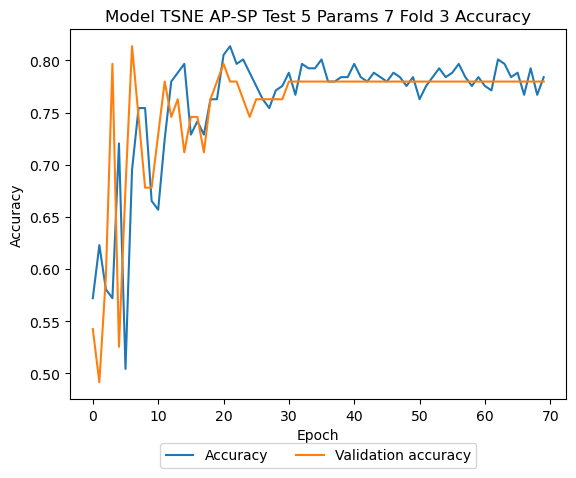 Model TSNE AP-SP Test 5 Params 7 Fold 3 Accuracy
0.80
0.75
0.70
0.65
0.60
0.55
0.50
Accuracy
0 10 20 30 40 50 60 70
Epoch
Accuracy Validation accuracy